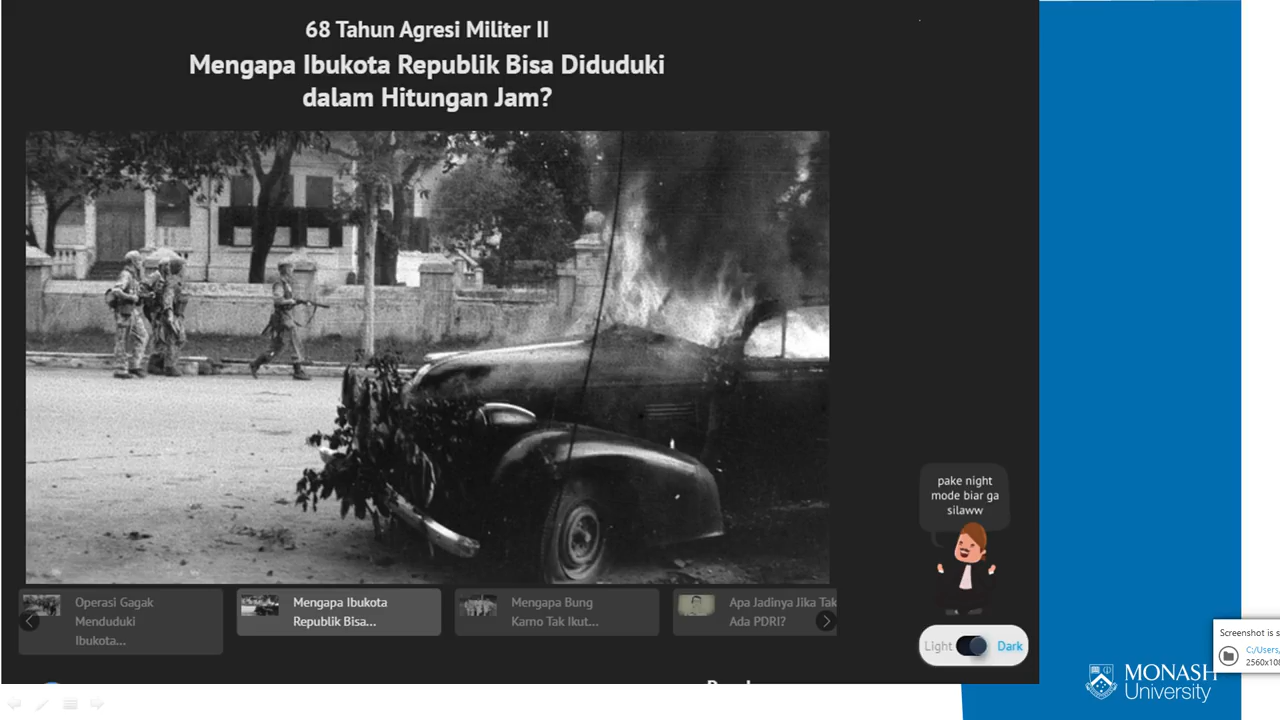 68 Tahun Agresi Militer II
Mengapa Ibukota Republik Bisa Diduduki
dalam Hitungan Jam?
pake night
mode biar ga
silaww
Operasi Gagak
Menduduki
Ibukota...
Mengapa Ibukota
Republik Bisa...
Mengapa Bung
Karno Tak Ikut...
Apa Jadinya Jika Tak
Ada PDRI?
Light
Dark
Screenshot is s
C:/Users,
2560x108
MONASH
University